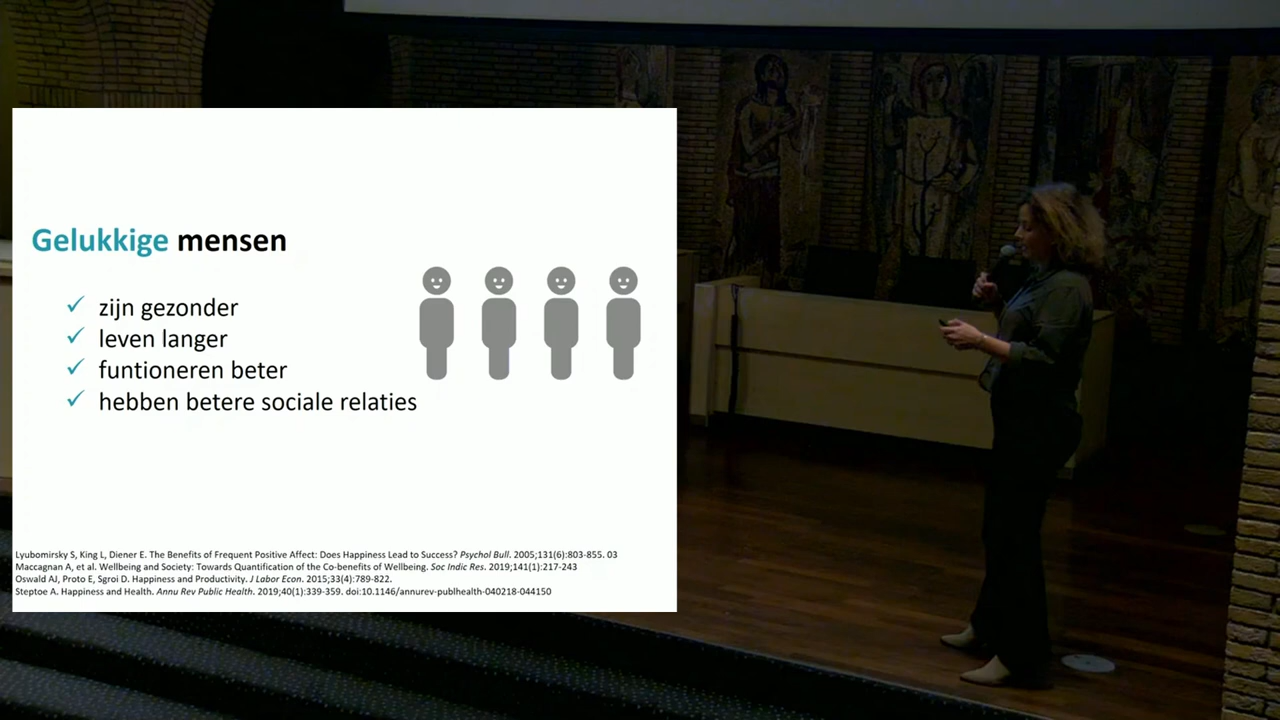 Gelukkige mensen
✓ zijn gezonder
✓ leven langer
✓ funtioneren beter
✓ hebben betere sociale relaties
Lyubomirsky S, King L, Diener E. The Benefits of Frequent Positive Affect: Does Happiness Lead to Success? Psychol Bull. 2005;131(6):803-855. 03
Maccagnan A, et al. Wellbeing and Society: Towards Quantification of the Co-benefits of Wellbeing. Soc Indic Res. 2019;141(1):217-243
Oswald AJ, Proto E, Sgroi D. Happiness and Productivity. J Labor Econ. 2015;33(4):789-822.
Steptoe A. Happiness and Health. Annu Rev Public Health. 2019;40(1):339-359. doi:10.1146/annurev-publhealth-040218-044150